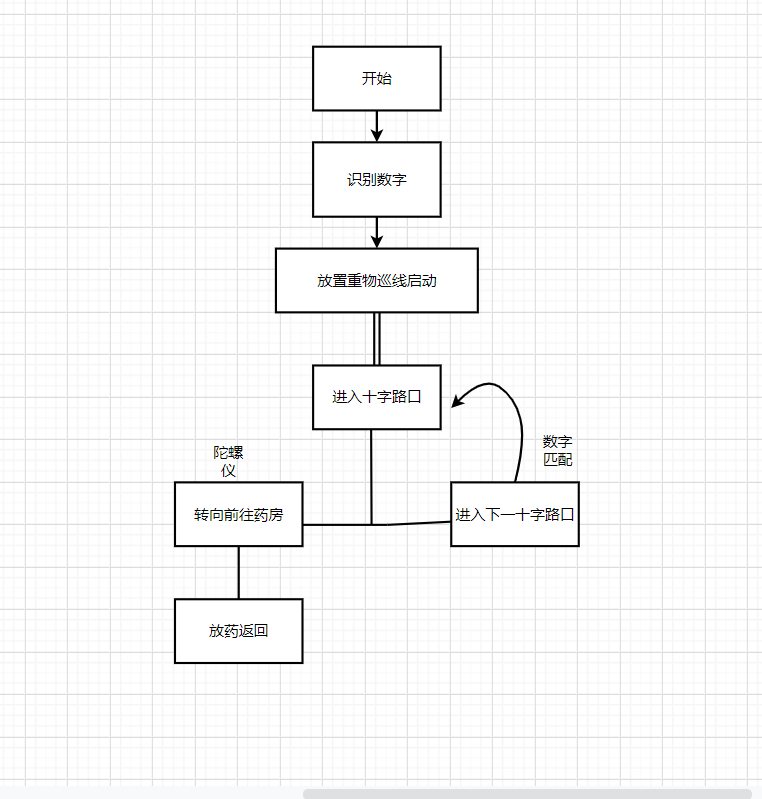 开始
识别数字
放置重物巡线启动
进入十字路口
数字
匹配
陀螺
仪
转向前往药房
进入下一十字路口
放药返回